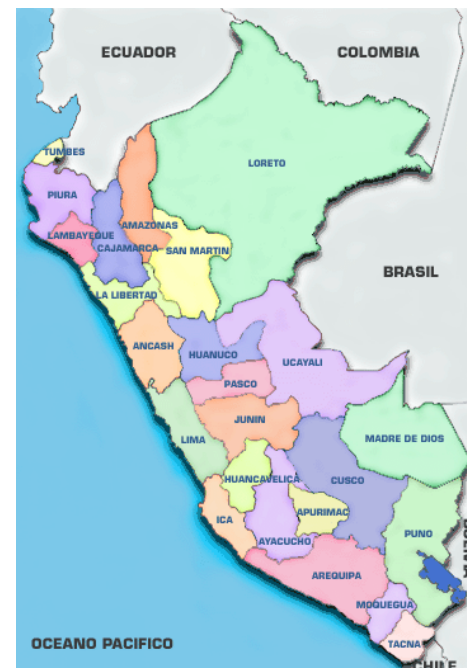 ECUADOR
COLOMBIA
TUMBES
LORETO
PIURA
AMAZONAS
LAMBAYEQUE
CAJAMARCA
SAN MARTIN
BRASIL
LA LIBERTAD
ANCASH
HUANUCO
UCAYALI
PASCO
JUNIN
LIMA
MADRE DE DIOS
HUANCAVELICA
CUSCO
APURIMAC
ICA
PUNO
AYACUCHO
AREQUIPA
MOQUEGUA
OCEANO PACIFICO
TACNA
CHILE